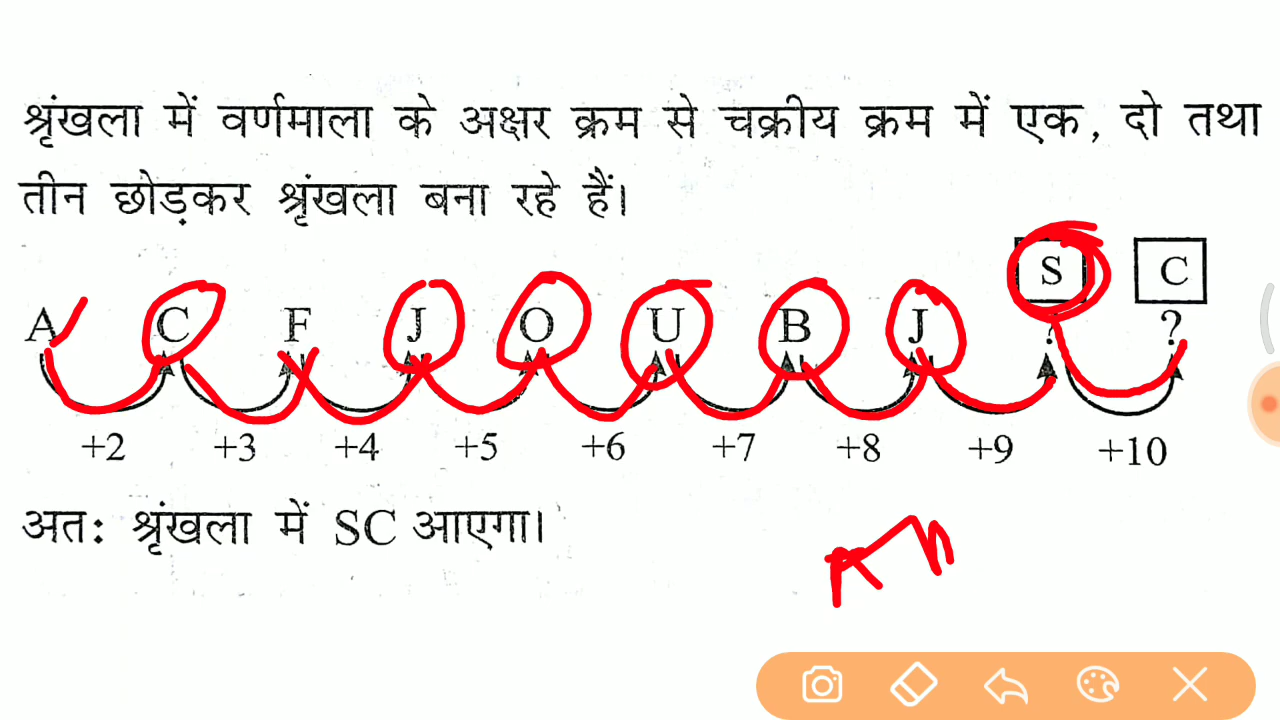 श्रृंखला में वर्णमाला के अक्षर क्रम से चक्रीय क्रम में एक, दो तथा
तीन छोड़कर श्रृंखला बना रहे हैं।
S C
A C F J O U B J ? ?
+2 +3 +4 +5 +6 +7 +8 +9 +10
अतः श्रृंखला में SC आएगा।